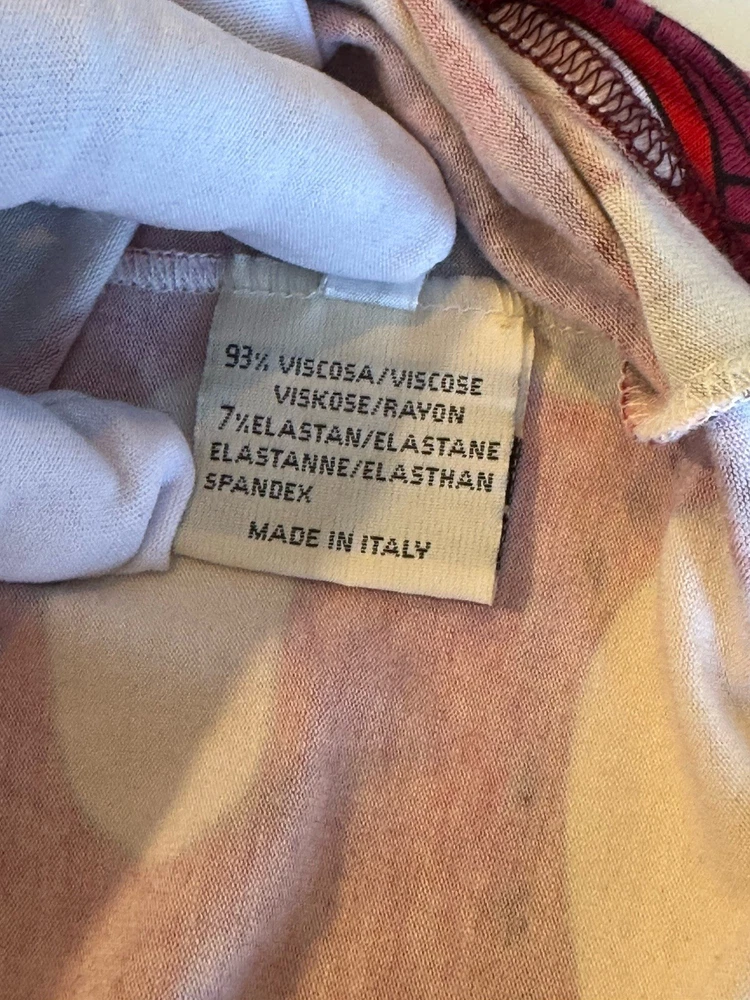 93% VISCOSA/VISCOSE
VISKOSE/RAYON
7%ELASTAN/ELASTANE
ELASTANNE/ELASTHAN
SPANDEX
MADE IN ITALY